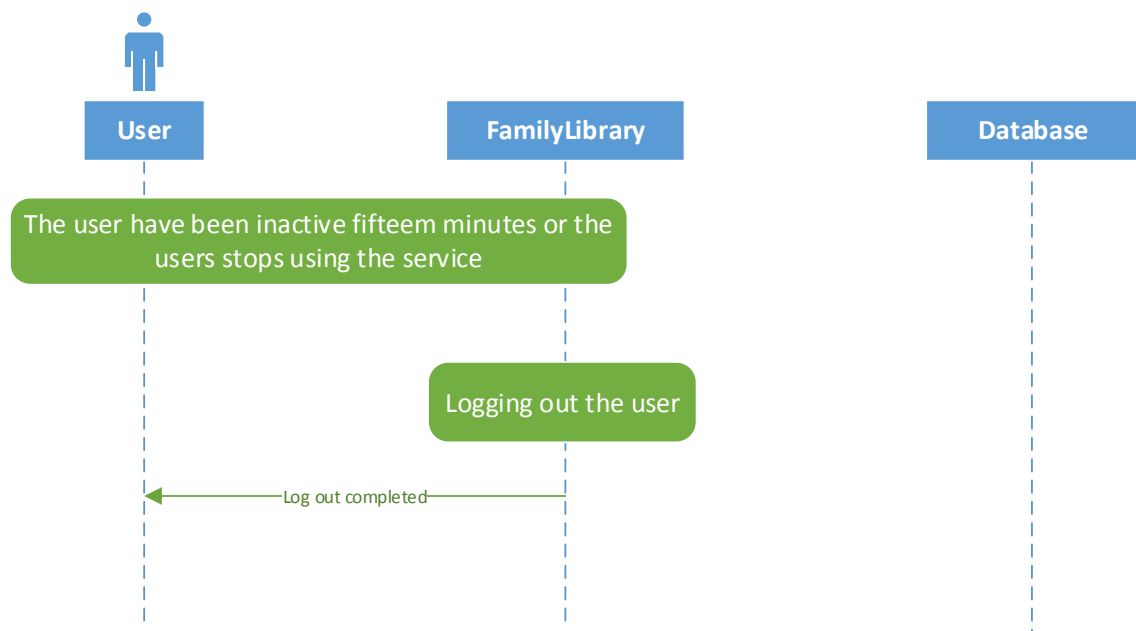 User
FamilyLibrary
Database
The user have been inactive fifteem minutes or the
users stops using the service
Logging out the user
Log out completed